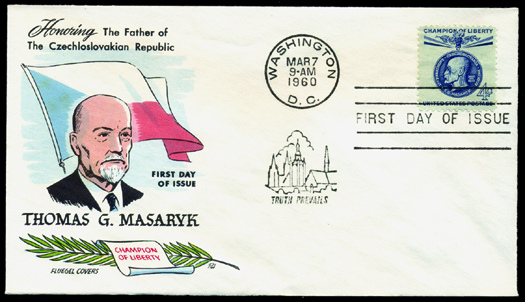 Honoring The Father of
The Czechloslovakian Republic
FIRST DAY
OF ISSUE
THOMAS G. MASARYK
CHAMPION
OF LIBERTY
FLUEGEL COVERS
WASHINGTON
MAR 7
9-AM
1960
D.C.
TRUTH PREVAILS
CHAMPION OF LIBERTY
4¢
UNITED STATES POSTAGE
FIRST DAY OF ISSUE